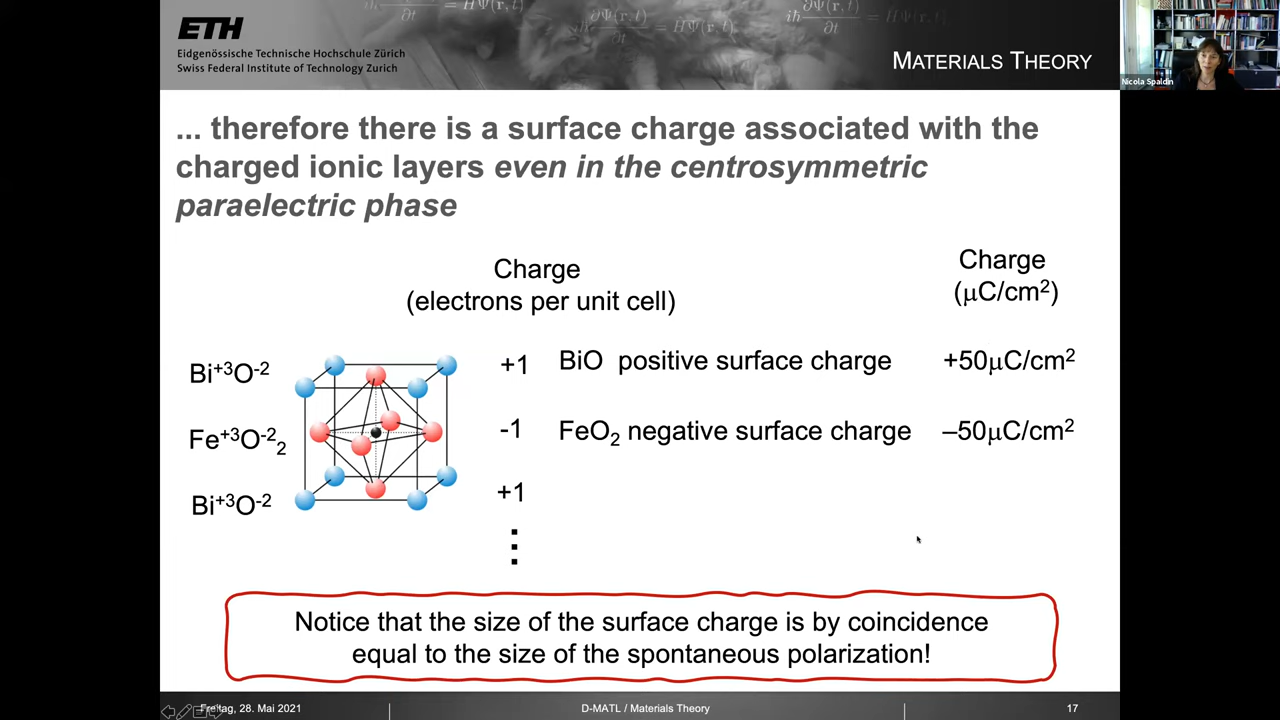 ETH
Eidgenössische Technische Hochschule Zürich
Swiss Federal Institute of Technology Zurich
∂t = HΨ(r,t)
∂Ψ(r,t)
∂t = HΨ(r,t)
iħ ∂Ψ(r,t)
∂t = HΨ(r,t)
MATERIALS THEORY
Nicola Spaldin
... therefore there is a surface charge associated with the
charged ionic layers even in the centrosymmetric
paraelectric phase
Charge
(electrons per unit cell)
Charge
(μC/cm²)
Bi⁺³O⁻² +1 BiO positive surface charge +50μC/cm²
Fe⁺³O⁻²₂ -1 FeO₂ negative surface charge –50μC/cm²
Bi⁺³O⁻² +1
Notice that the size of the surface charge is by coincidence
equal to the size of the spontaneous polarization!
Freitag, 28. Mai 2021 D-MATL / Materials Theory 17